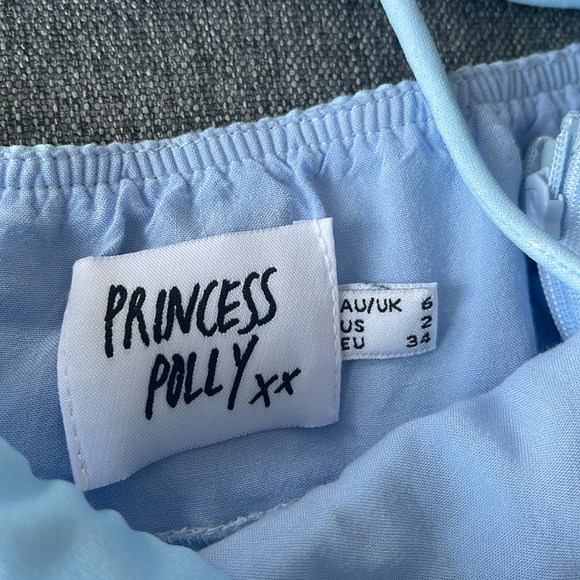 PRINCESS
POLLY xx
AU/UK 6
US 2
EU 34